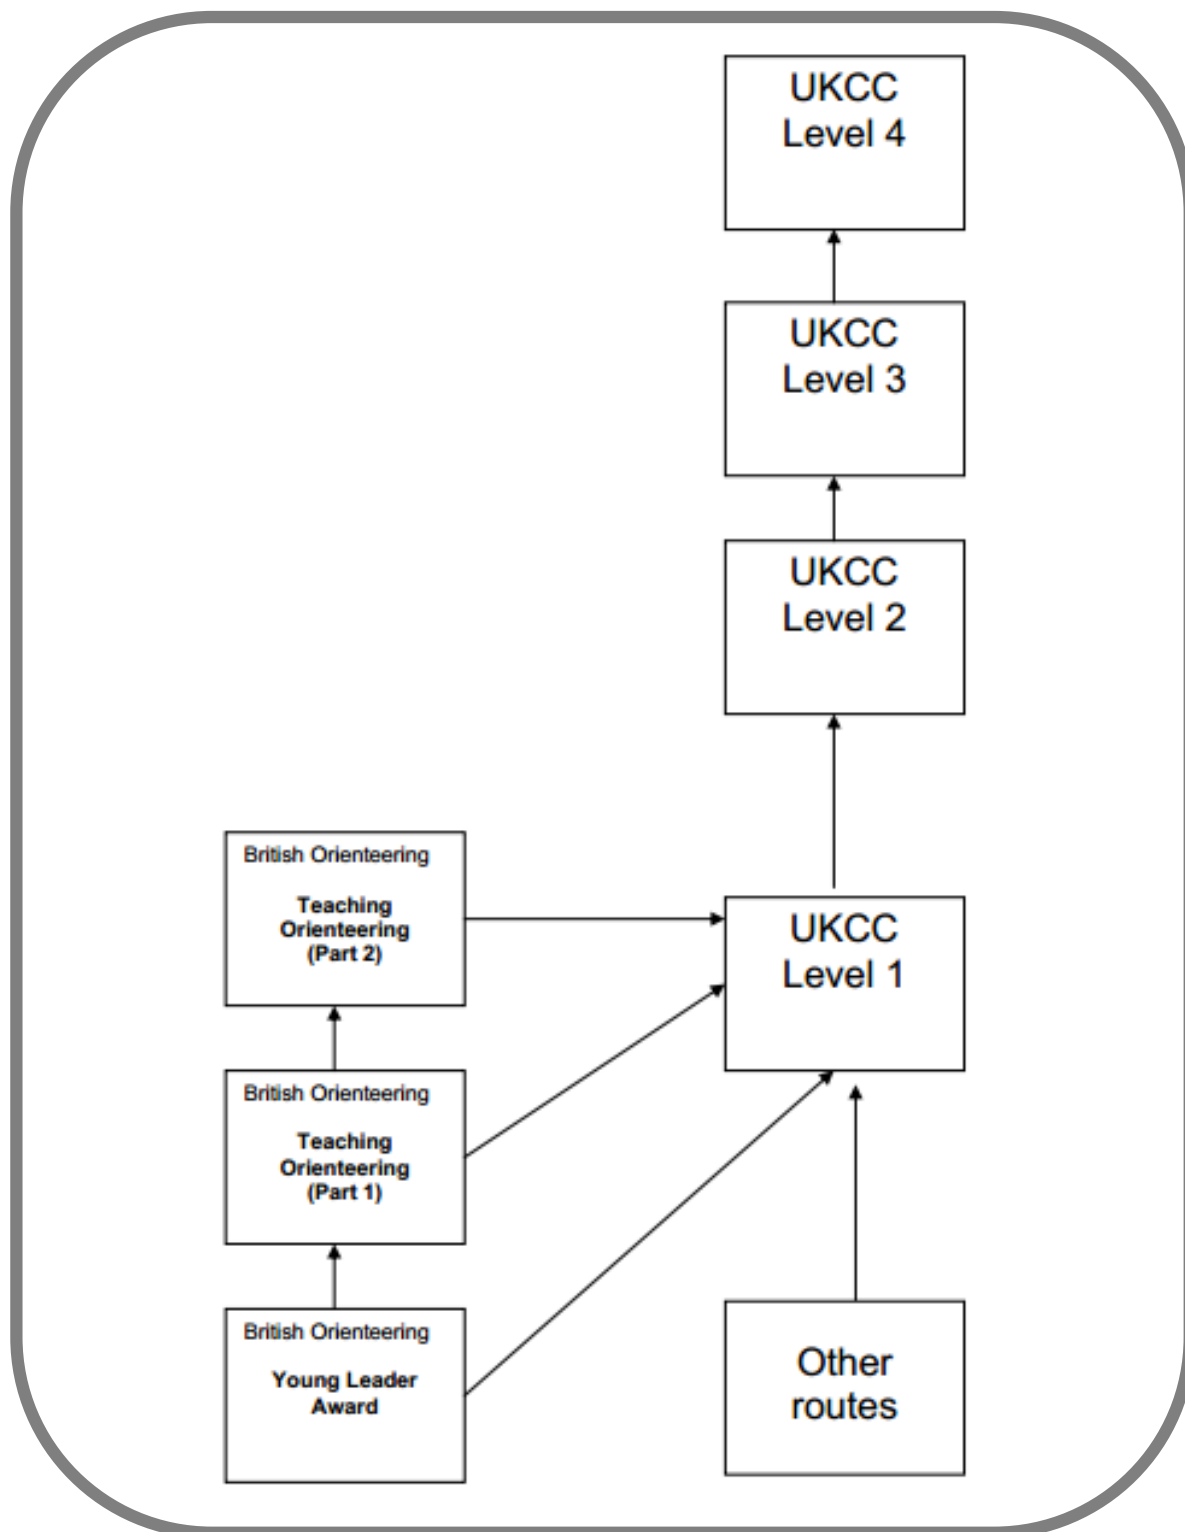 UKCC
Level 4
UKCC
Level 3
UKCC
Level 2
British Orienteering
Teaching
Orienteering
(Part 2)
UKCC
Level 1
British Orienteering
Teaching
Orienteering
(Part 1)
British Orienteering
Young Leader
Award
Other
routes